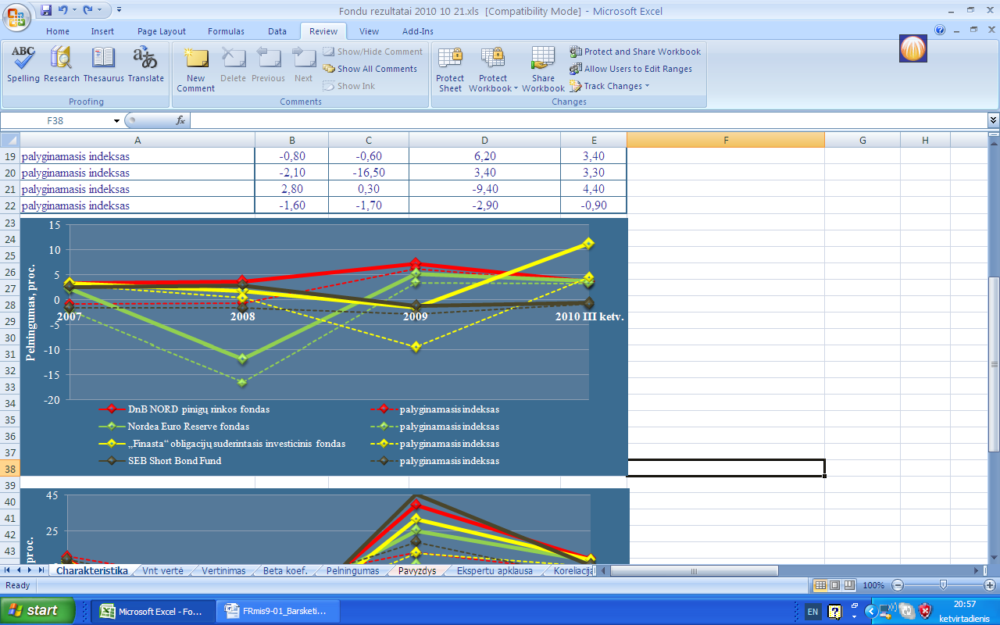 Fondu rezultatai 2010 10 21.xls [Compatibility Mode] - Microsoft Excel
Home Insert Page Layout Formulas Data Review View Add-Ins
ABC
Spelling Research Thesaurus Translate
New Comment Delete Previous Next
Show/Hide Comment
Show All Comments
Show Ink
Protect Sheet Protect Workbook Share Workbook
Protect and Share Workbook
Allow Users to Edit Ranges
Track Changes
Proofing Comments Changes
F38 fx
A B C D E F G H
19 palyginamasis indeksas -0,80 -0,60 6,20 3,40
20 palyginamasis indeksas -2,10 -16,50 3,40 3,30
21 palyginamasis indeksas 2,80 0,30 -9,40 4,40
22 palyginamasis indeksas -1,60 -1,70 -2,90 -0,90
23
24
25
26
27
28
29
30
31
32
33
34
35
36
37
38
39
40
41
42
43
Pelningumas, proc.
15
10
5
0
-5
-10
-15
-20
2007 2008 2009 2010 III ketv.
DnB NORD pinigų rinkos fondas palyginamasis indeksas
Nordea Euro Reserve fondas palyginamasis indeksas
„Finasta“ obligacijų suderintasis investicinis fondas palyginamasis indeksas
SEB Short Bond Fund palyginamasis indeksas
45
25
proc.
Charakteristika Vnt vertė Vertinimas Beta koef. Pelningumas Pavyzdys Ekspertu apklausa Koreliacija
Ready 100%
start Microsoft Excel - Fo... FRmis9-01_Barsketi... EN 20:57
ketvirtadienis